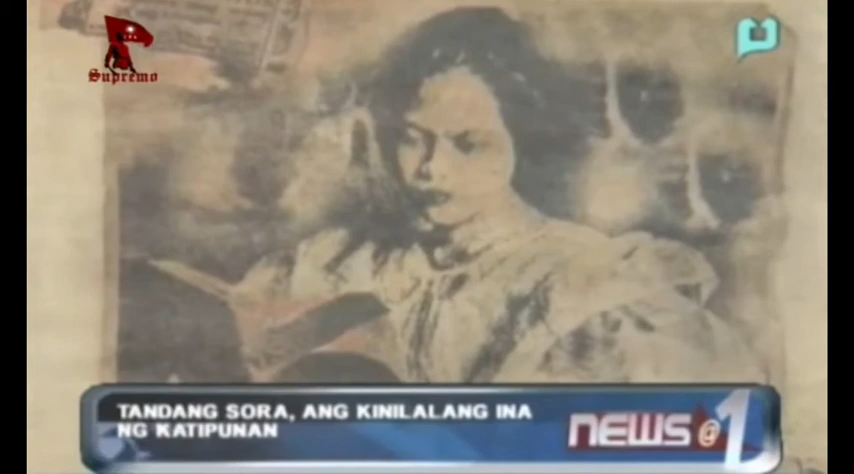 Supremo
TANDANG SORA, ANG KINILALANG INA
NG KATIPUNAN
NEWS@1